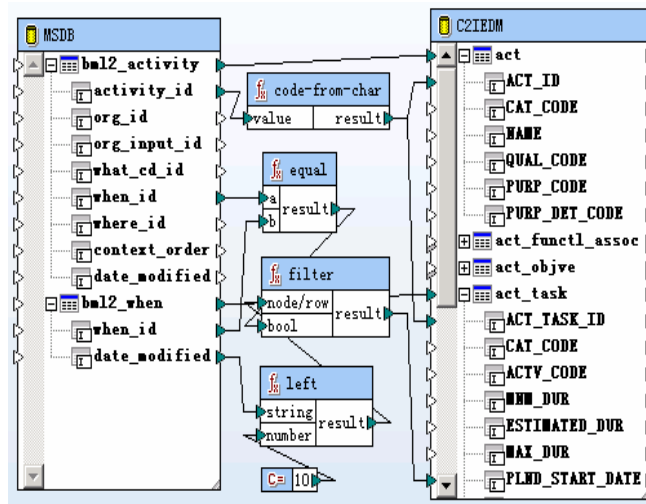 MSDB
bml2_activity
activity_id
org_id
org_input_id
what_cd_id
when_id
where_id
context_order
date_modified
bml2_when
when_id
date_modified
code-from-char
value result
equal
a
b
result
filter
node/row
bool
result
left
string
number
result
C= 10
C2IEDM
act
ACT_ID
CAT_CODE
NAME
QUAL_CODE
PURP_CODE
PURP_DET_CODE
act_functl_assoc
act_objve
act_task
ACT_TASK_ID
CAT_CODE
ACTV_CODE
MNM_DUR
ESTIMATED_DUR
MAX_DUR
PLND_START_DATE